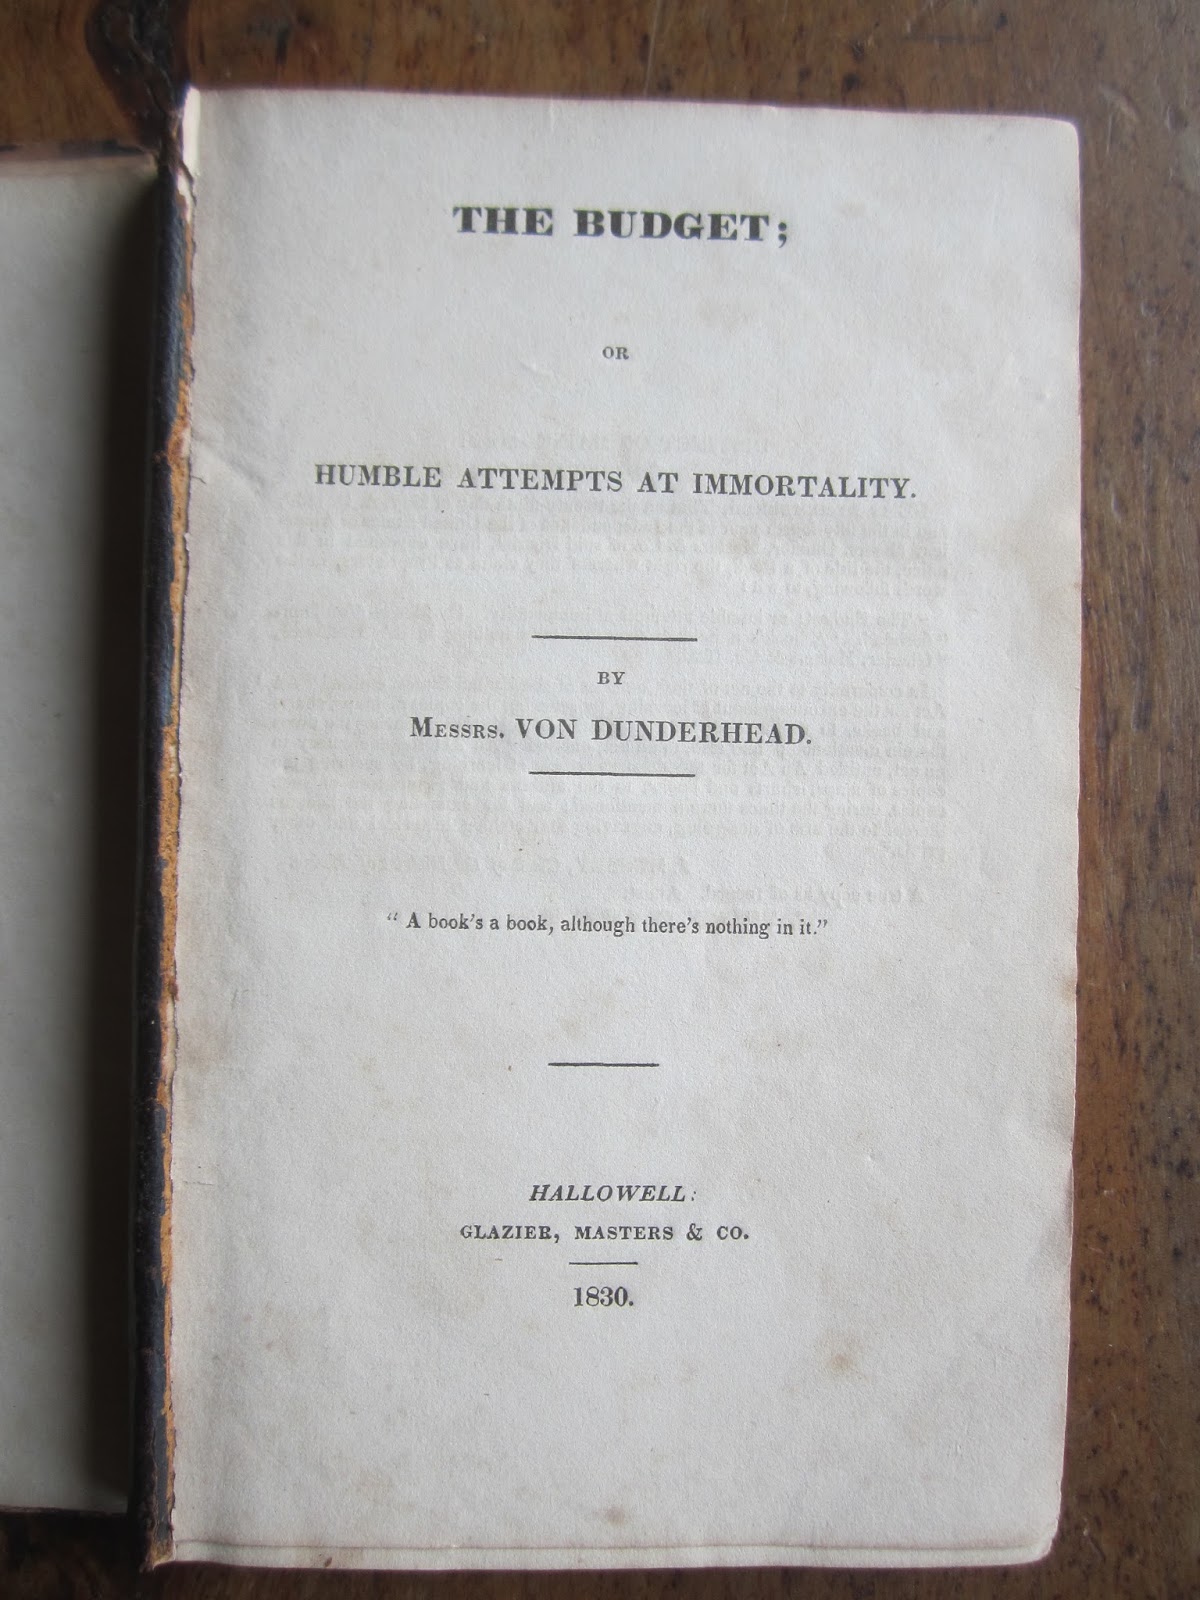 THE BUDGET;
OR
HUMBLE ATTEMPTS AT IMMORTALITY.
BY
MESSRS. VON DUNDERHEAD.
" A book's a book, although there's nothing in it."
HALLOWELL:
GLAZIER, MASTERS & CO.
1830.